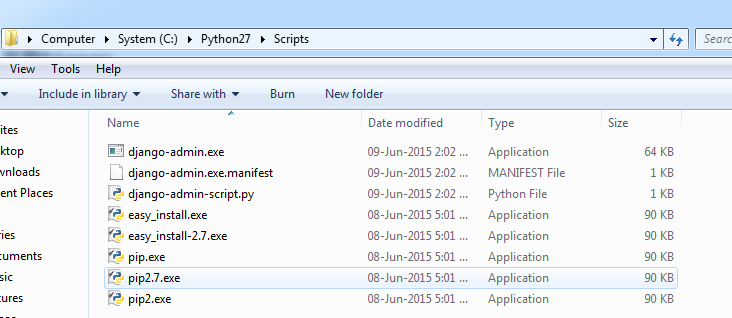 Computer System (C:) Python27 Scripts Searc
View Tools Help
Include in library Share with Burn New folder
Name Date modified Type Size
django-admin.exe 09-Jun-2015 2:02 ... Application 64 KB
django-admin.exe.manifest 09-Jun-2015 2:02 ... MANIFEST File 1 KB
django-admin-script.py 09-Jun-2015 2:02 ... Python File 1 KB
easy_install.exe 08-Jun-2015 5:01 ... Application 90 KB
easy_install-2.7.exe 08-Jun-2015 5:01 ... Application 90 KB
pip.exe 08-Jun-2015 5:01 ... Application 90 KB
pip2.7.exe 08-Jun-2015 5:01 ... Application 90 KB
pip2.exe 08-Jun-2015 5:01 ... Application 90 KB
ites
ktop
wnloads
ent Places
ries
cuments
sic
tures